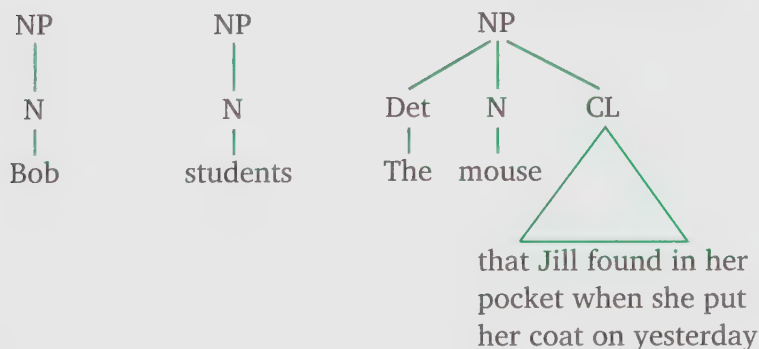 NP NP NP
N N Det N CL
Bob students The mouse
that Jill found in her
pocket when she put
her coat on yesterday